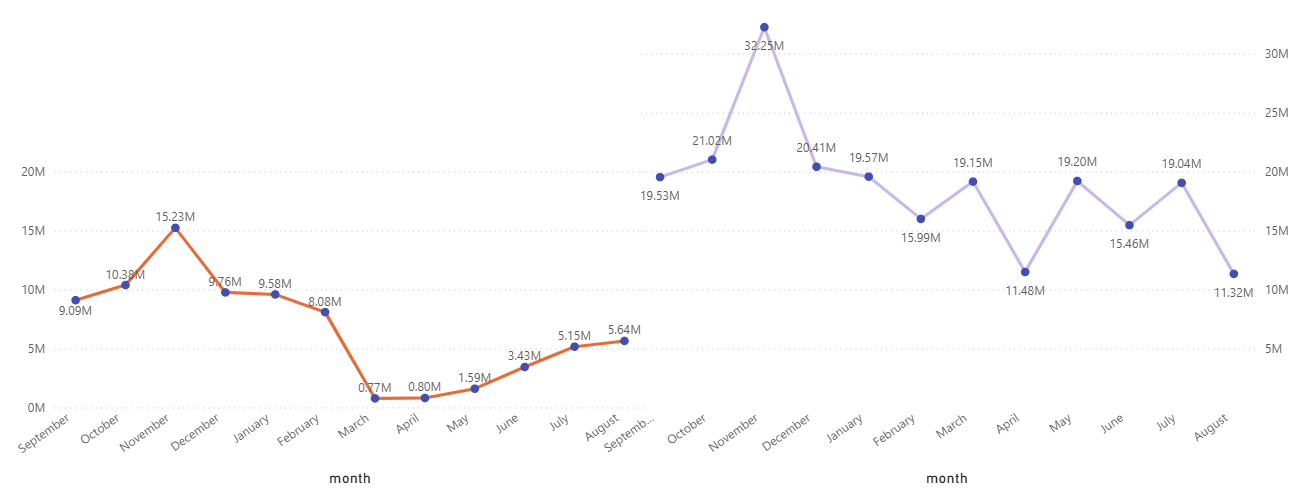 20M
15M
10M
5M
0M
9.09M
10.38M
15.23M
9.76M
9.58M
8.08M
0.77M
0.80M
1.59M
3.43M
5.15M
5.64M
September
October
November
December
January
February
March
April
May
June
July
August
month
19.53M
21.02M
32.25M
20.41M
19.57M
15.99M
19.15M
11.48M
19.20M
15.46M
19.04M
11.32M
30M
25M
20M
15M
10M
5M
Septemb...
October
November
December
January
February
March
April
May
June
July
August
month